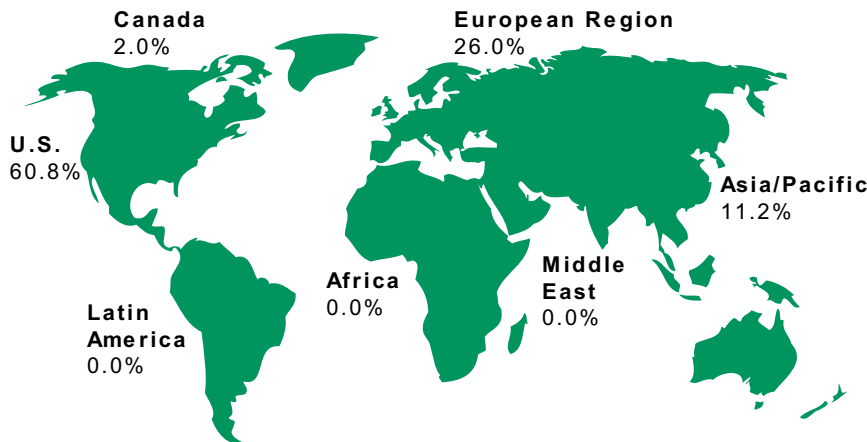 Canada
2.0%
European Region
26.0%
U.S.
60.8%
Asia/Pacific
11.2%
Africa
0.0%
Middle
East
0.0%
Latin
America
0.0%